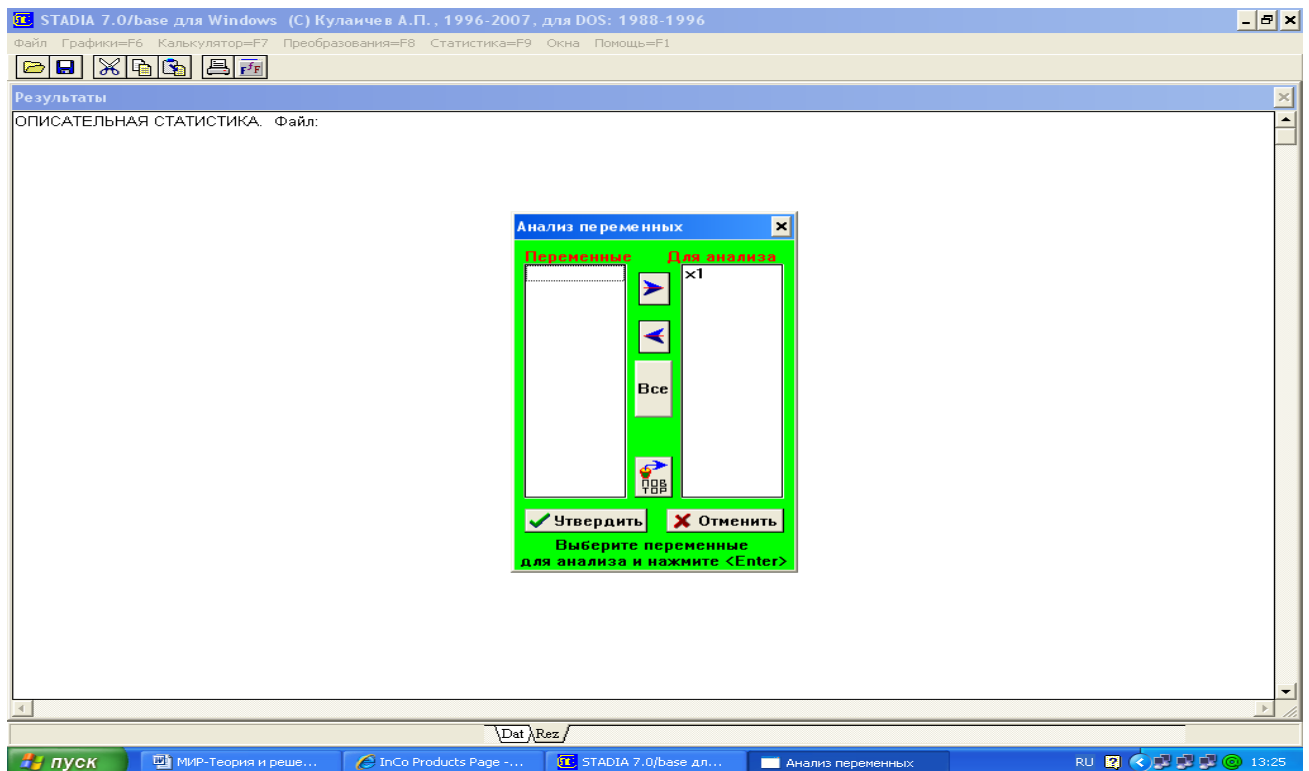 STADIA 7.0/base для Windows (C) Кулаичев А.П., 1996-2007, для DOS: 1988-1996
Файл Графики=F6 Калькулятор=F7 Преобразования=F8 Статистика=F9 Окна Помощь=F1
Результаты
ОПИСАТЕЛЬНАЯ СТАТИСТИКА. Файл:
Анализ переменных
Переменные Для анализа
x1
Все
ПОВ
ТОР
Утвердить Отменить
Выберите переменные
для анализа и нажмите <Enter>
Dat Rez
пуск МИР-Теория и реше... InCo Products Page -... STADIA 7.0/base дл... Анализ переменных RU 13:25